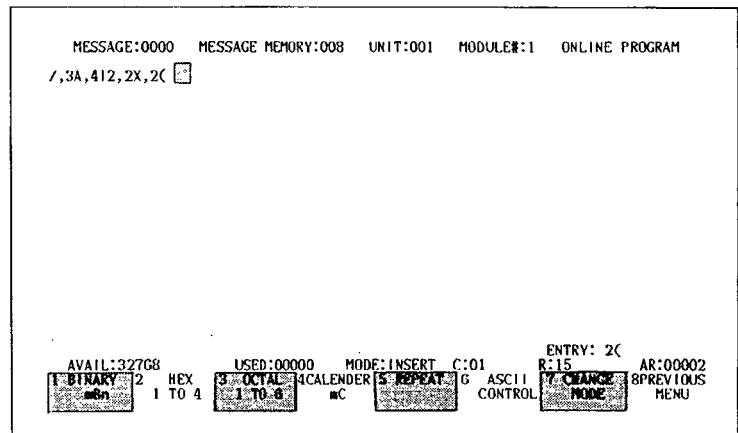 MESSAGE:0000 MESSAGE MEMORY:008 UNIT:001 MODULE#:1 ONLINE PROGRAM
/,3A,4I2,2X,2(
ENTRY: 2(
AVAIL:32768 USED:00000 MODE:INSERT C:01 R:15 AR:00002
1 BINARY 2 HEX 3 OCTAL 4CALENDER 5 REPEAT 6 ASCII 7 CHANGE 8PREVIOUS
mBn 1 TO 4 1 TO 6 mC CONTROL MODE MENU